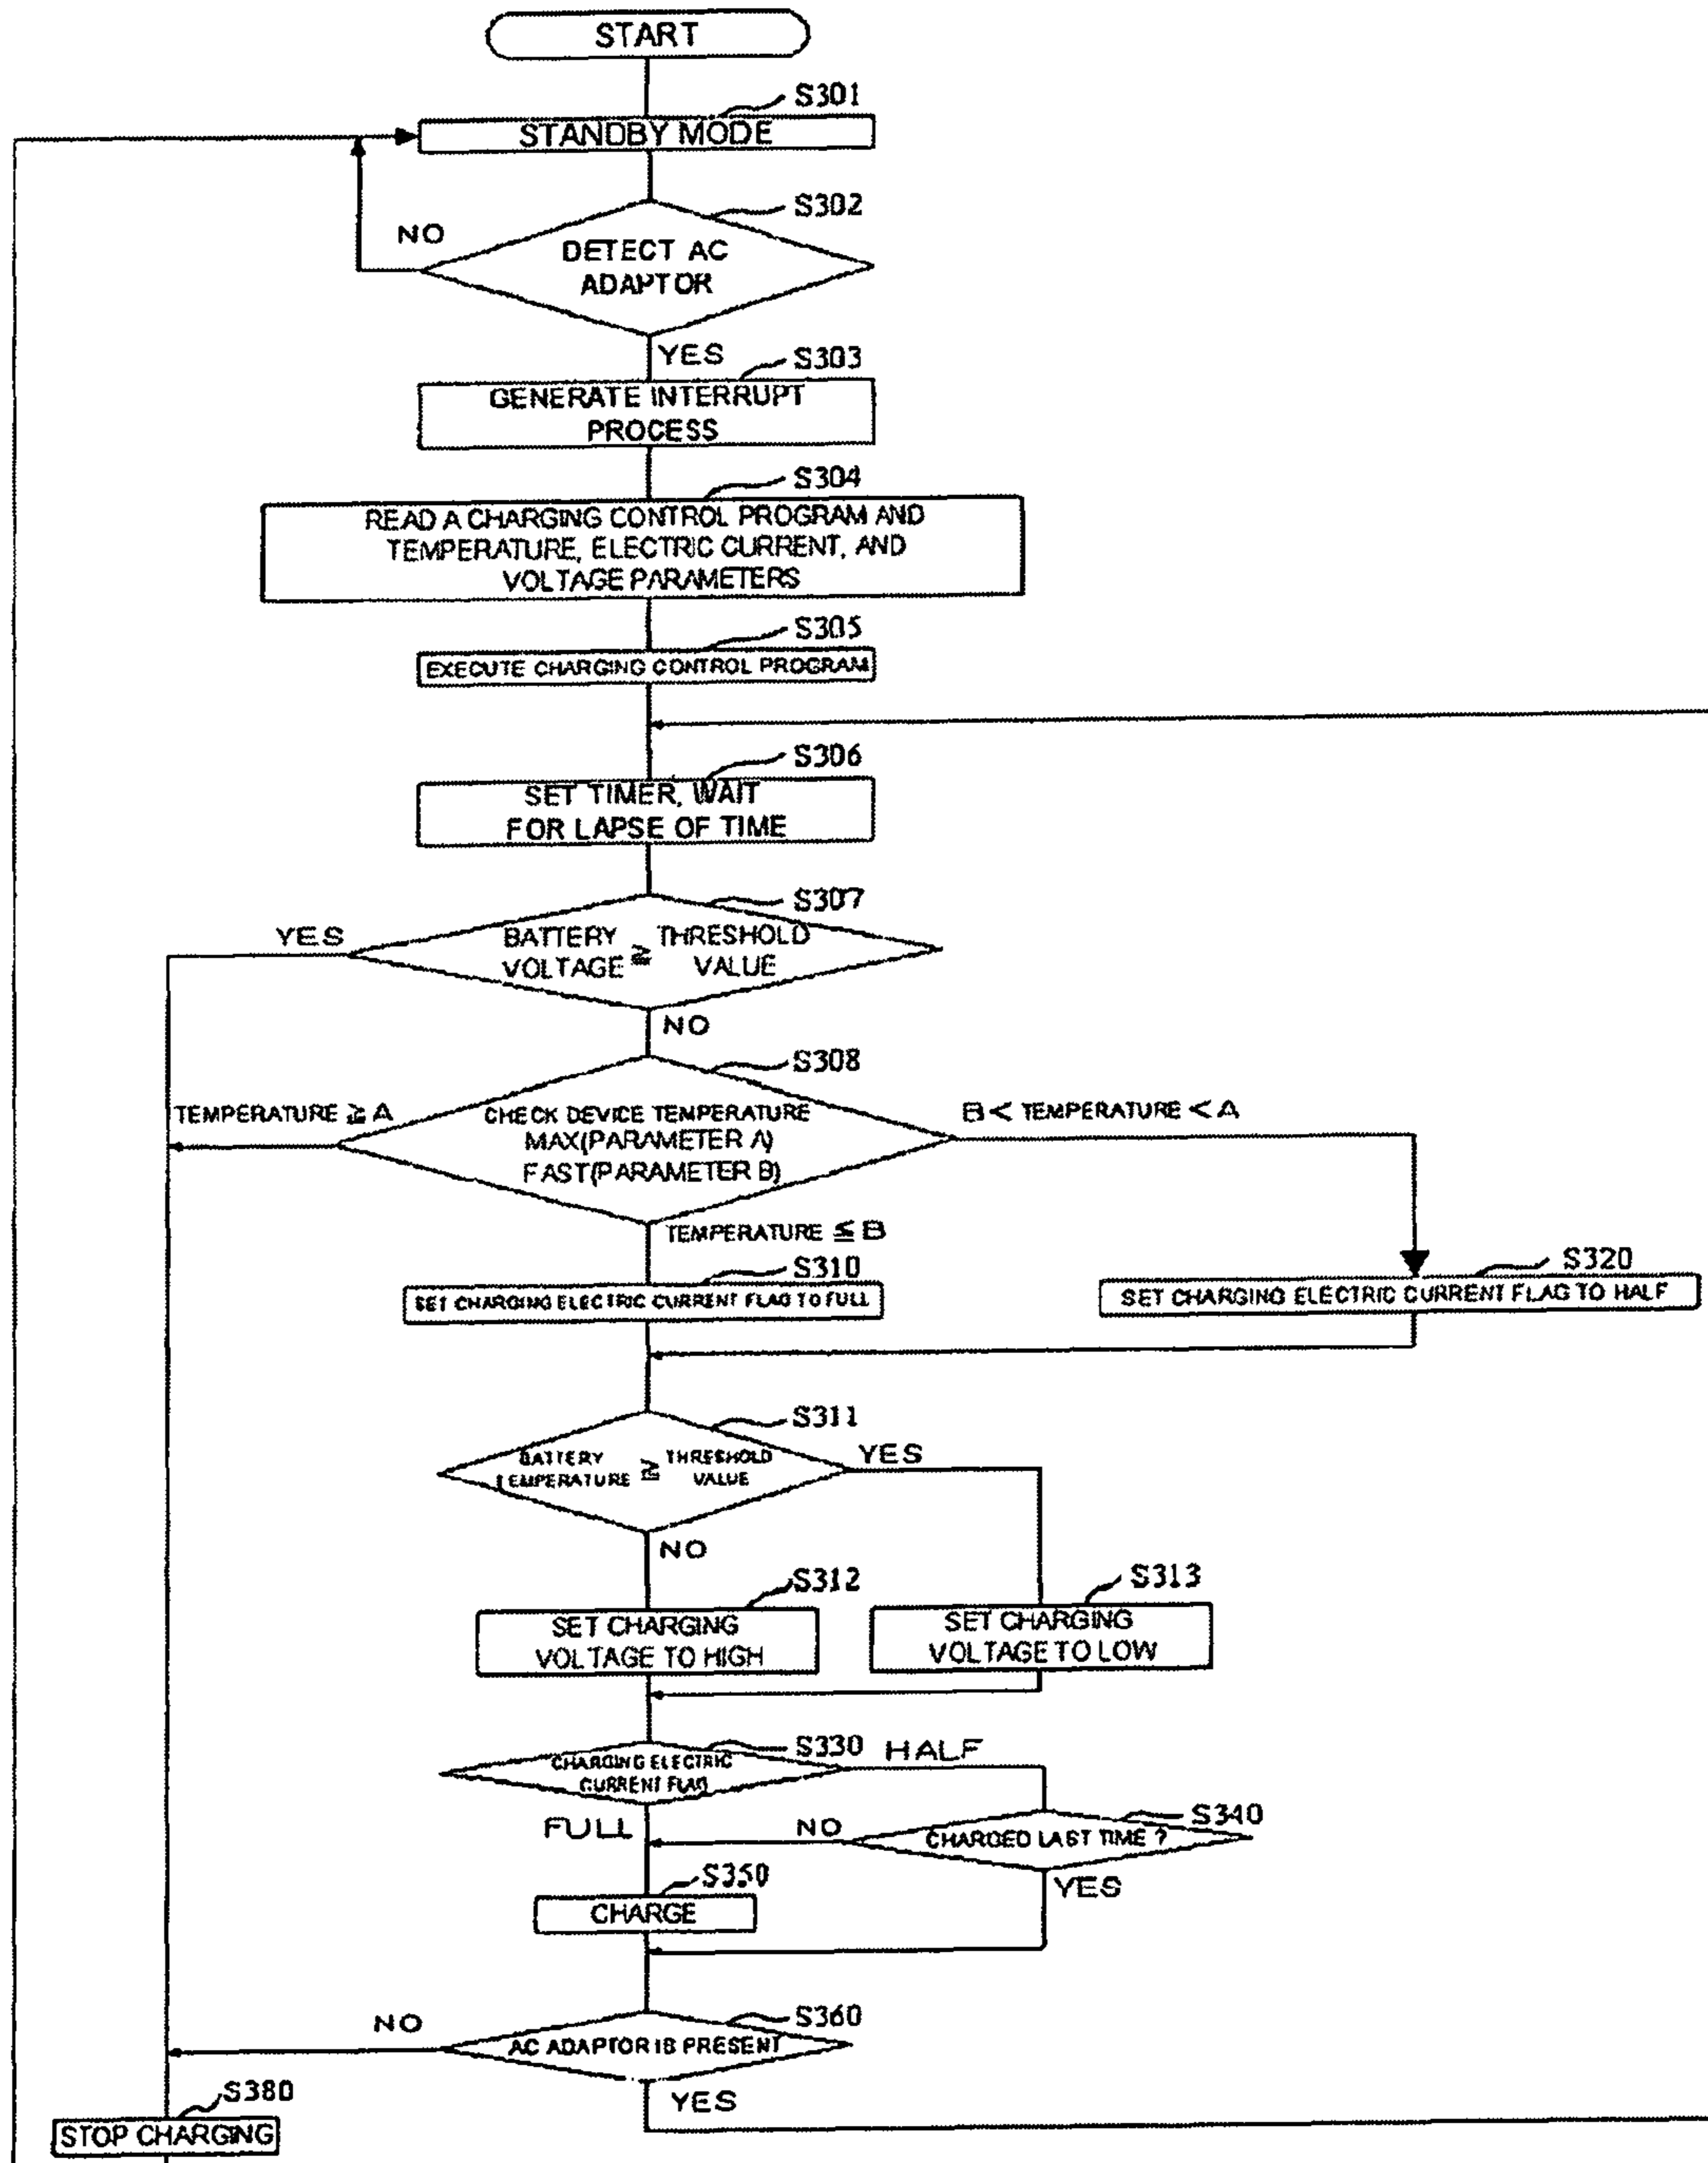 START
S301
STANDBY MODE
S302
NO
DETECT AC
ADAPTOR
YES
S303
GENERATE INTERRUPT
PROCESS
S304
READ A CHARGING CONTROL PROGRAM AND
TEMPERATURE, ELECTRIC CURRENT, AND
VOLTAGE PARAMETERS
S305
EXECUTE CHARGING CONTROL PROGRAM
S306
SET TIMER, WAIT
FOR LAPSE OF TIME
S307
YES
BATTERY VOLTAGE ≧ THRESHOLD VALUE
NO
S308
TEMPERATURE ≧ A
CHECK DEVICE TEMPERATURE
MAX(PARAMETER A)
FAST(PARAMETER B)
B < TEMPERATURE < A
TEMPERATURE ≦ B
S310
SET CHARGING ELECTRIC CURRENT FLAG TO FULL
S320
SET CHARGING ELECTRIC CURRENT FLAG TO HALF
S311
BATTERY TEMPERATURE ≧ THRESHOLD VALUE
YES
NO
S312
SET CHARGING
VOLTAGE TO HIGH
S313
SET CHARGING
VOLTAGE TO LOW
S330
CHARGING ELECTRIC
CURRENT FLAG
HALF
FULL
S340
NO
CHARGED LAST TIME ?
YES
S350
CHARGE
S360
NO
AC ADAPTOR IS PRESENT
YES
S380
STOP CHARGING